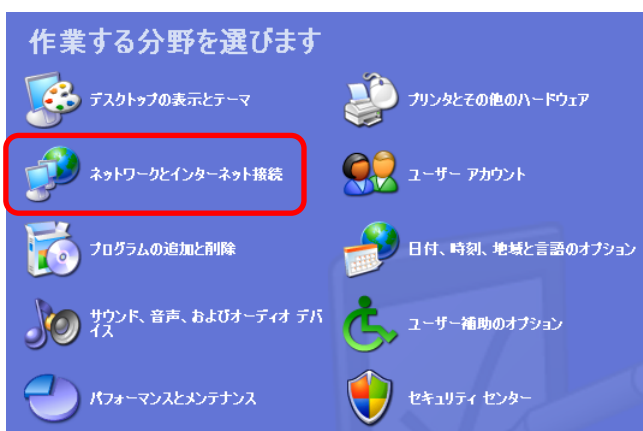 作業する分野を選びます
デスクトップの表示とテーマ
プリンタとその他のハードウェア
ネットワークとインターネット接続
ユーザー アカウント
プログラムの追加と削除
日付、時刻、地域と言語のオプション
サウンド、音声、およびオーディオ デバ
イス
ユーザー補助のオプション
パフォーマンスとメンテナンス
セキュリティ センター